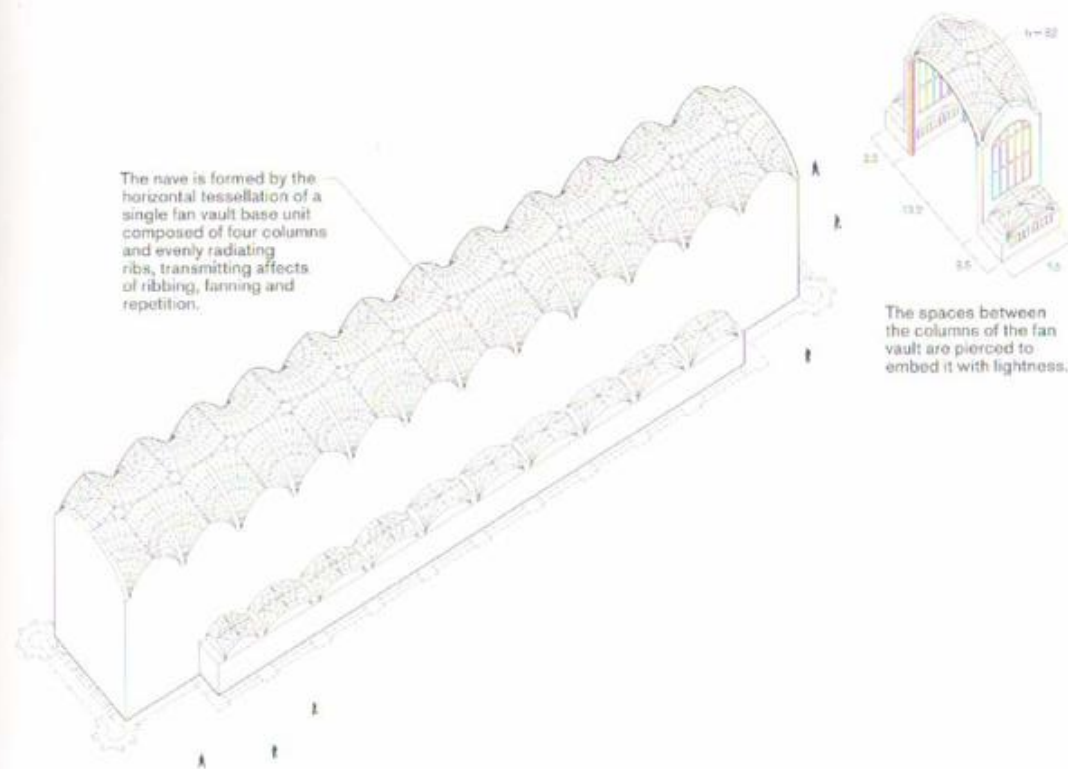 The nave is formed by the
horizontal tessellation of a
single fan vault base unit
composed of four columns
and evenly radiating
ribs, transmitting affects
of ribbing, fanning and
repetition.
The spaces between
the columns of the fan
vault are pierced to
embed it with lightness.